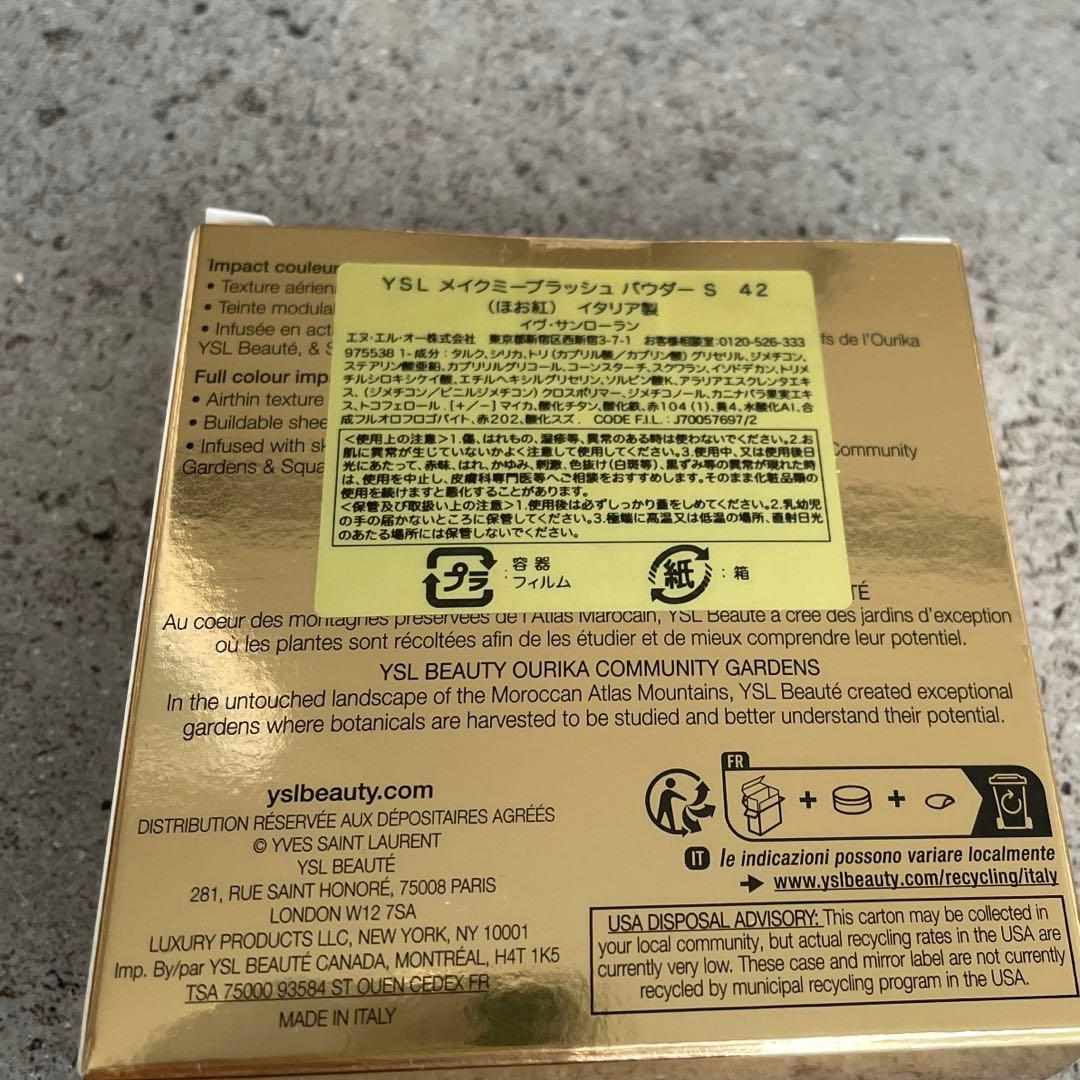 Impact couleur
• Texture aérien
• Teinte modula
• Infusée en acti
fs de l'Ourika
YSL Beauté, & S
Full colour imp
• Airthin texture
• Buildable shee
• Infused with sk
Community
Gardens & Squa
YSL メイクミーブラッシュ パウダー S 42
(ほお紅) イタリア製
イヴ・サンローラン
エヌ・エル・オー株式会社 東京都新宿区西新宿3-7-1 お客様相談室:0120-526-333
975538 1- 成分:タルク、シリカ、トリ(カプリル酸/カプリン酸)グリセリル、ジメチコン、
ステアリン酸亜鉛、カプリリルグリコール、コーンスターチ、スクワラン、イソドデカン、トリメ
チルシロキシケイ酸、エチルヘキシルグリセリン、ソルビン酸K、アラリアエスクレンタエキ
ス、(ジメチコン/ビニルジメチコン)クロスポリマー、ジメチコノール、カニナバラ果実エキ
ス、トコフェロール . [+/-]マイカ、酸化チタン、酸化鉄、赤104(1)、黄4、水酸化Al、合
成フルオロフロゴパイト、赤202、酸化スズ. CODE F.I.L.: J70057697/2
<使用上の注意>1.傷、はれもの、湿疹等、異常のある時は使わないでください。2.お
肌に異常が生じていないかよく注意して使用してください。3.使用中、又は使用後日
光にあたって、赤味、はれ、かゆみ、刺激、色抜け(白斑等)、黒ずみ等の異常が現れた時
は、使用を中止し、皮膚科専門医等へご相談をおすすめします。そのまま化粧品類の
使用を続けますと悪化することがあります。
<保管及び取扱い上の注意>1.使用後は必ずしっかり蓋をしめてください。2.乳幼児
の手の届かないところに保管してください。3.極端に高温又は低温の場所、直射日光
のあたる場所には保管しないでください。
プラ : 容器
フィルム
紙 : 箱
TÉ
Au coeur des montagnes préservées de l'Atlas Marocain, YSL Beauté a créé des jardins d'exception
où les plantes sont récoltées afin de les étudier et de mieux comprendre leur potentiel.
YSL BEAUTY OURIKA COMMUNITY GARDENS
In the untouched landscape of the Moroccan Atlas Mountains, YSL Beauté created exceptional
gardens where botanicals are harvested to be studied and better understand their potential.
yslbeauty.com
DISTRIBUTION RÉSERVÉE AUX DÉPOSITAIRES AGRÉÉS
© YVES SAINT LAURENT
YSL BEAUTÉ
281, RUE SAINT HONORÉ, 75008 PARIS
LONDON W12 7SA
LUXURY PRODUCTS LLC, NEW YORK, NY 10001
Imp. By/par YSL BEAUTÉ CANADA, MONTRÉAL, H4T 1K5
TSA 75000 93584 ST OUEN CEDEX FR
MADE IN ITALY
FR
+ +
IT le indicazioni possono variare localmente
➔ www.yslbeauty.com/recycling/italy
USA DISPOSAL ADVISORY: This carton may be collected in
your local community, but actual recycling rates in the USA are
currently very low. These case and mirror label are not currently
recycled by municipal recycling program in the USA.